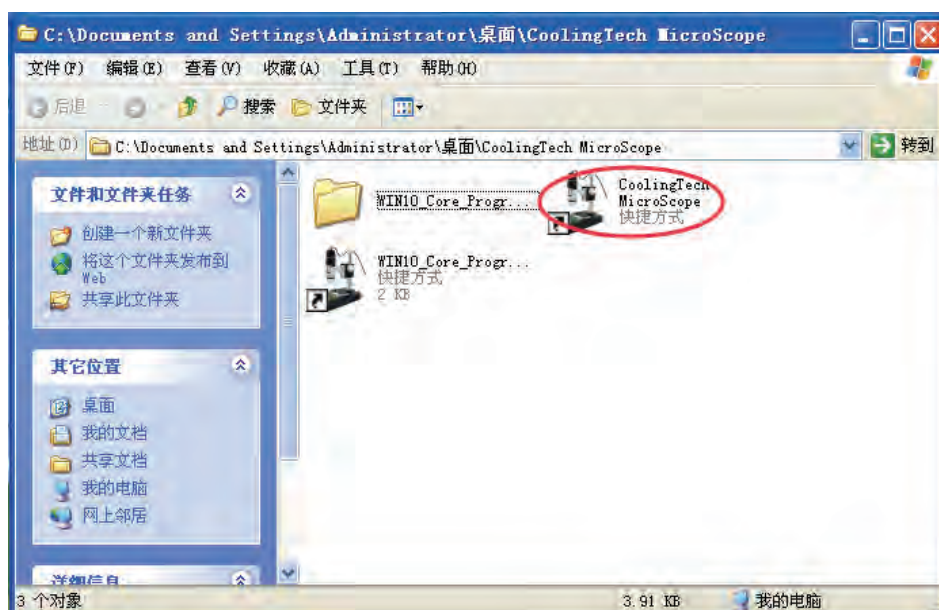 C:\Documents and Settings\Administrator\桌面\CoolingTech MicroScope
文件(F) 编辑(E) 查看(V) 收藏(A) 工具(T) 帮助(H)
后退 搜索 文件夹
地址(D) C:\Documents and Settings\Administrator\桌面\CoolingTech MicroScope 转到
文件和文件夹任务
创建一个新文件夹
将这个文件夹发布到
Web
共享此文件夹
其它位置
桌面
我的文档
共享文档
我的电脑
网上邻居
详细信息
WIN10_Core_Progr...
CoolingTech
MicroScope
快捷方式
WIN10_Core_Progr...
快捷方式
2 KB
3 个对象 3.91 KB 我的电脑